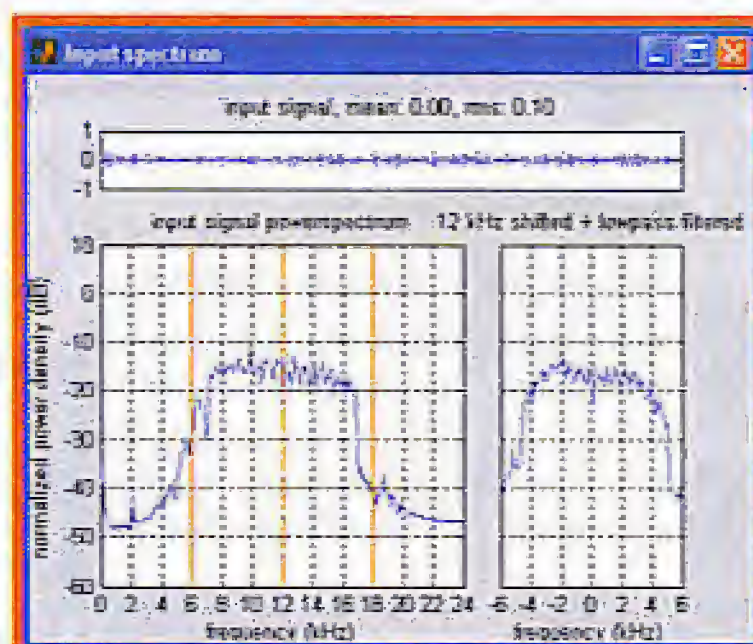 Input spectrum
input signal, mean: 0.00, rms: 0.10
1
0
-1
input signal powerspectrum -12 kHz shifted + lowpass filtered
normalized power density (dB)
10
0
-10
-20
-30
-40
-50
-60
0 2 4 6 8 10 12 14 16 18 20 22 24
-6 -4 -2 0 2 4 6
frequency (kHz) frequency (kHz)